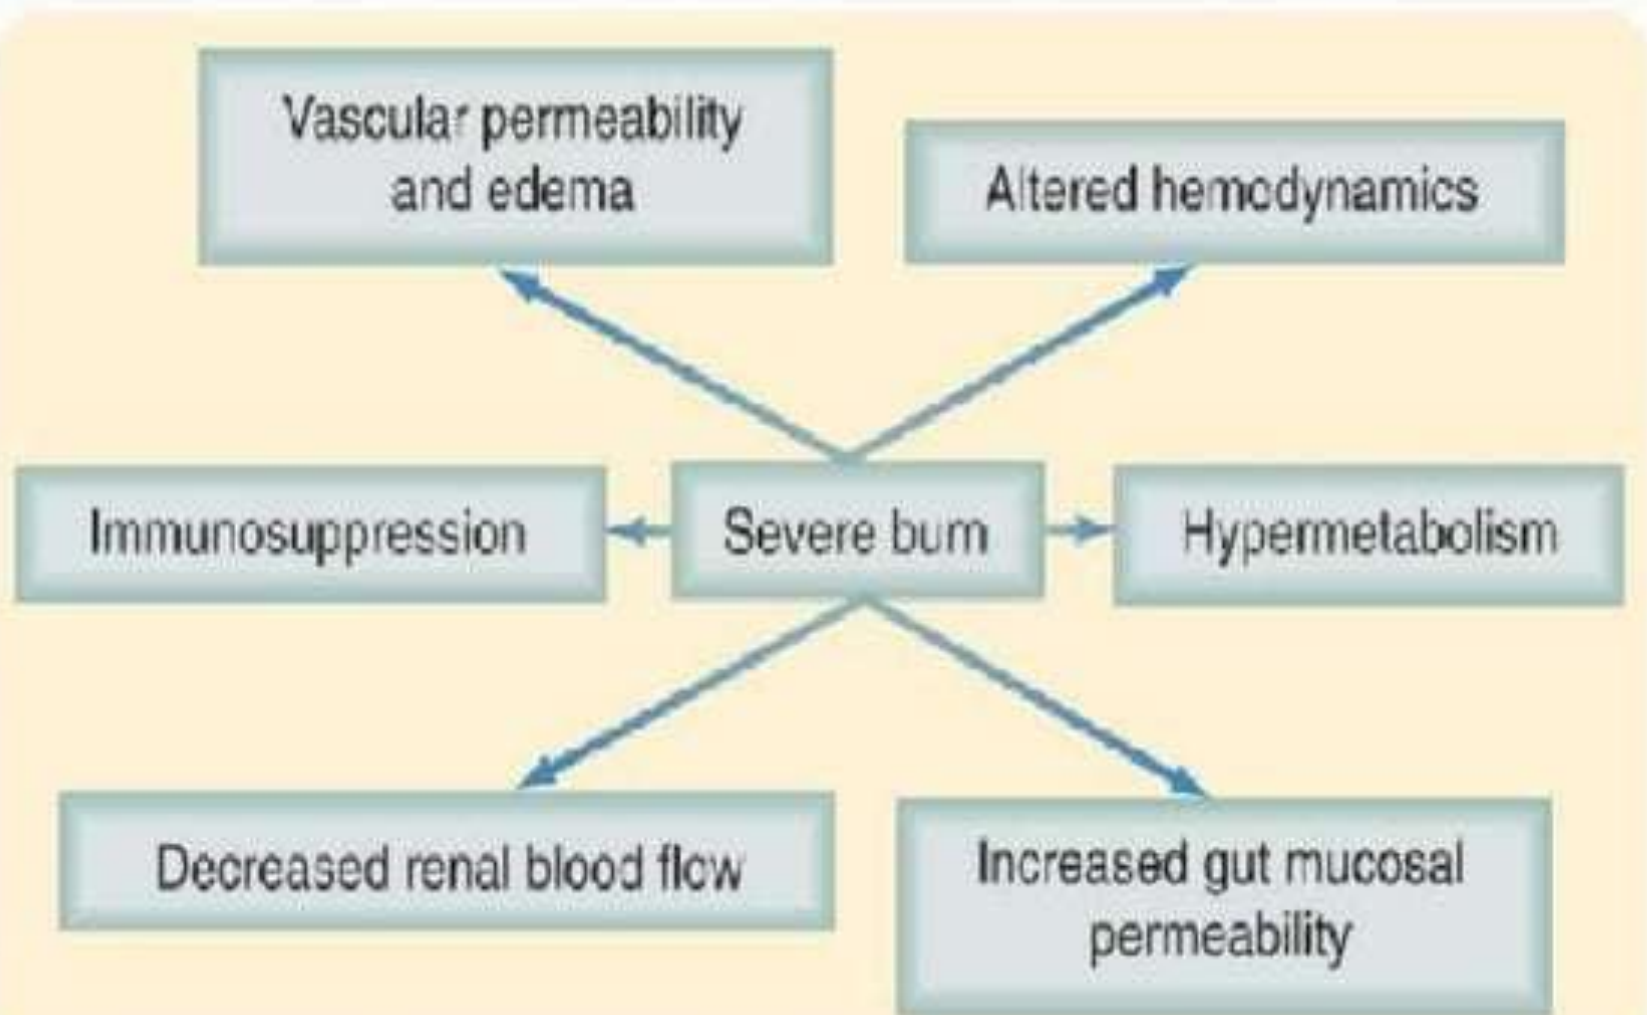 Vascular permeability
and edema
Altered hemodynamics
Immunosuppression
Severe burn
Hypermetabolism
Decreased renal blood flow
Increased gut mucosal
permeability